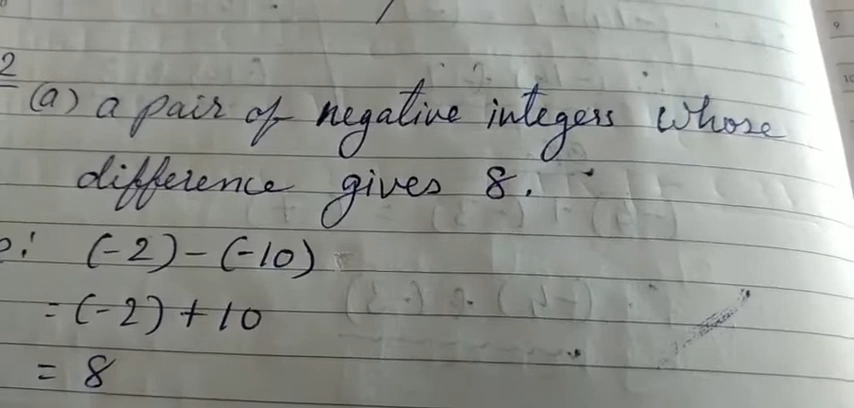 2
(a) a pair of negative integers whose
difference gives 8.
(-2)-(-10)
=(-2)+10
= 8